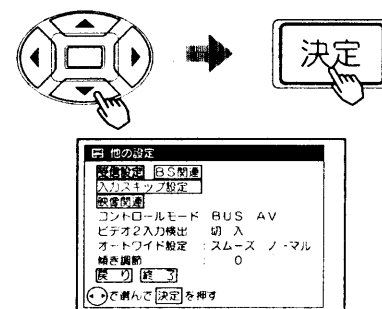 決定
他の設定
受信設定 BS関連
入力スキップ設定
映像関連
コントロールモード BUS AV
ビデオ2入力検出 切 入
オートワイド設定 :スムーズ ノーマル
傾き調節 : 0
戻り 終了
で選んで 決定 を押す